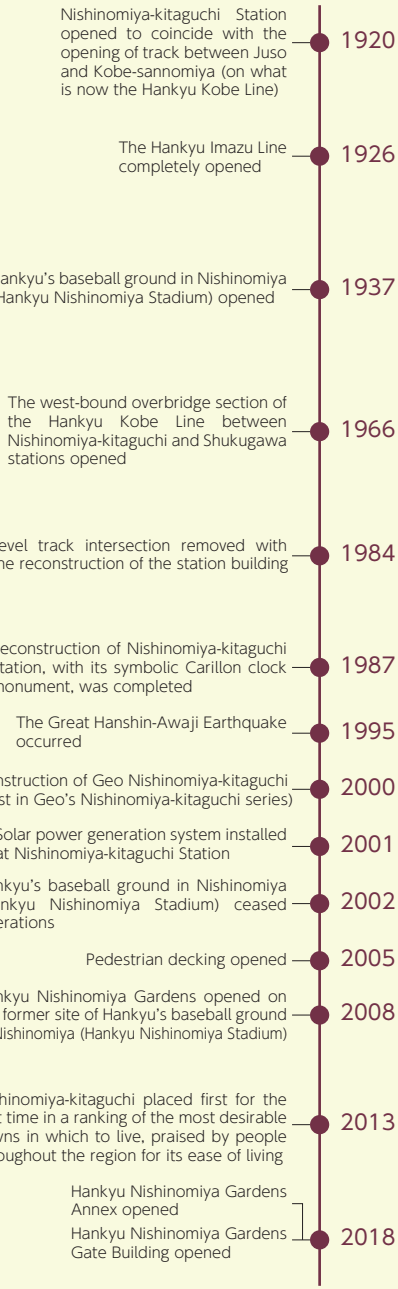 Nishinomiya-kitaguchi Station
opened to coincide with the
opening of track between Juso
and Kobe-sannomiya (on what
is now the Hankyu Kobe Line)
1920
The Hankyu Imazu Line
completely opened
1926
ankyu's baseball ground in Nishinomiya
Hankyu Nishinomiya Stadium) opened
1937
The west-bound overbridge section of
the Hankyu Kobe Line between
Nishinomiya-kitaguchi and Shukugawa
stations opened
1966
evel track intersection removed with
he reconstruction of the station building
1984
econstruction of Nishinomiya-kitaguchi
tation, with its symbolic Carillon clock
monument, was completed
1987
The Great Hanshin-Awaji Earthquake
occurred
1995
nstruction of Geo Nishinomiya-kitaguchi
st in Geo's Nishinomiya-kitaguchi series)
2000
Solar power generation system installed
at Nishinomiya-kitaguchi Station
2001
nkyu's baseball ground in Nishinomiya
nkyu Nishinomiya Stadium) ceased
erations
2002
Pedestrian decking opened
2005
nkyu Nishinomiya Gardens opened on
former site of Hankyu's baseball ground
Nishinomiya (Hankyu Nishinomiya Stadium)
2008
hinomiya-kitaguchi placed first for the
t time in a ranking of the most desirable
wns in which to live, praised by people
oughout the region for its ease of living
2013
Hankyu Nishinomiya Gardens
Annex opened
Hankyu Nishinomiya Gardens
Gate Building opened
2018